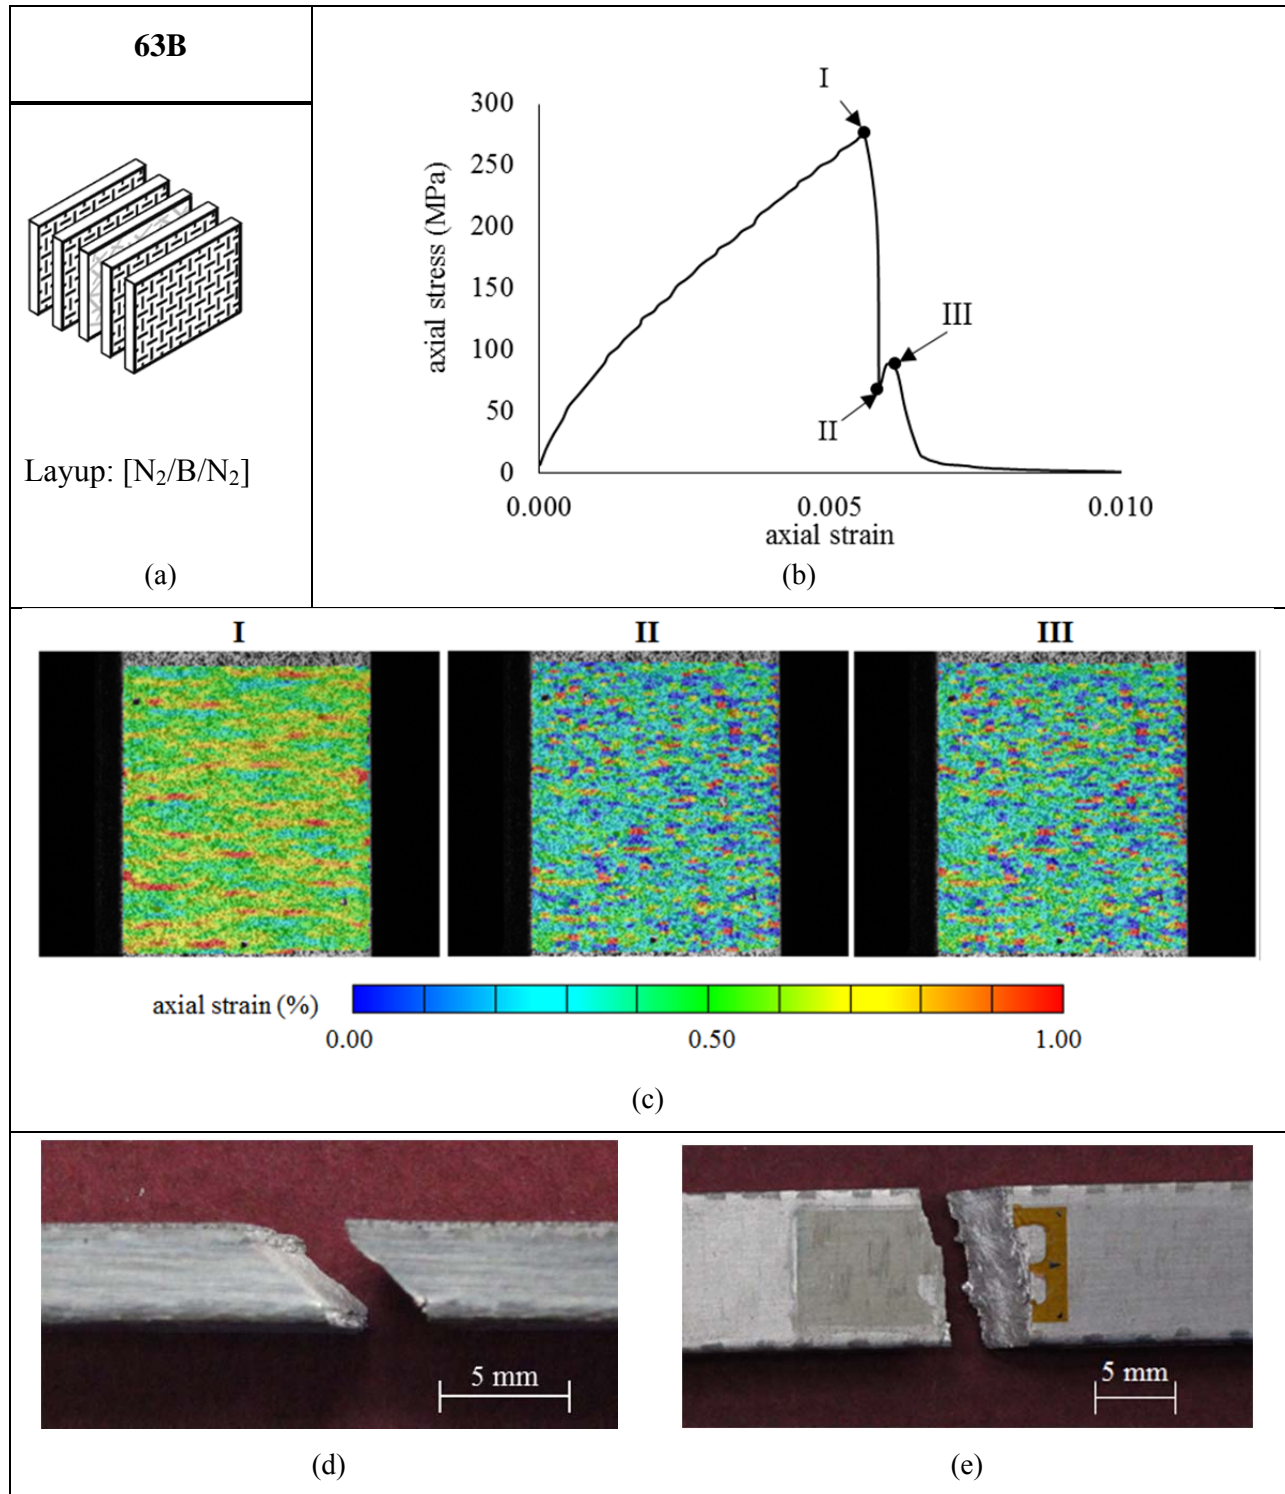 63B
Layup: [N₂/B/N₂]
(a)
I
300
250
200
150
100
50
0
axial stress (MPa)
III
II
0.000
0.005
0.010
axial strain
(b)
I
II
III
axial strain (%)
0.00
0.50
1.00
(c)
5 mm
5 mm
(d)
(e)